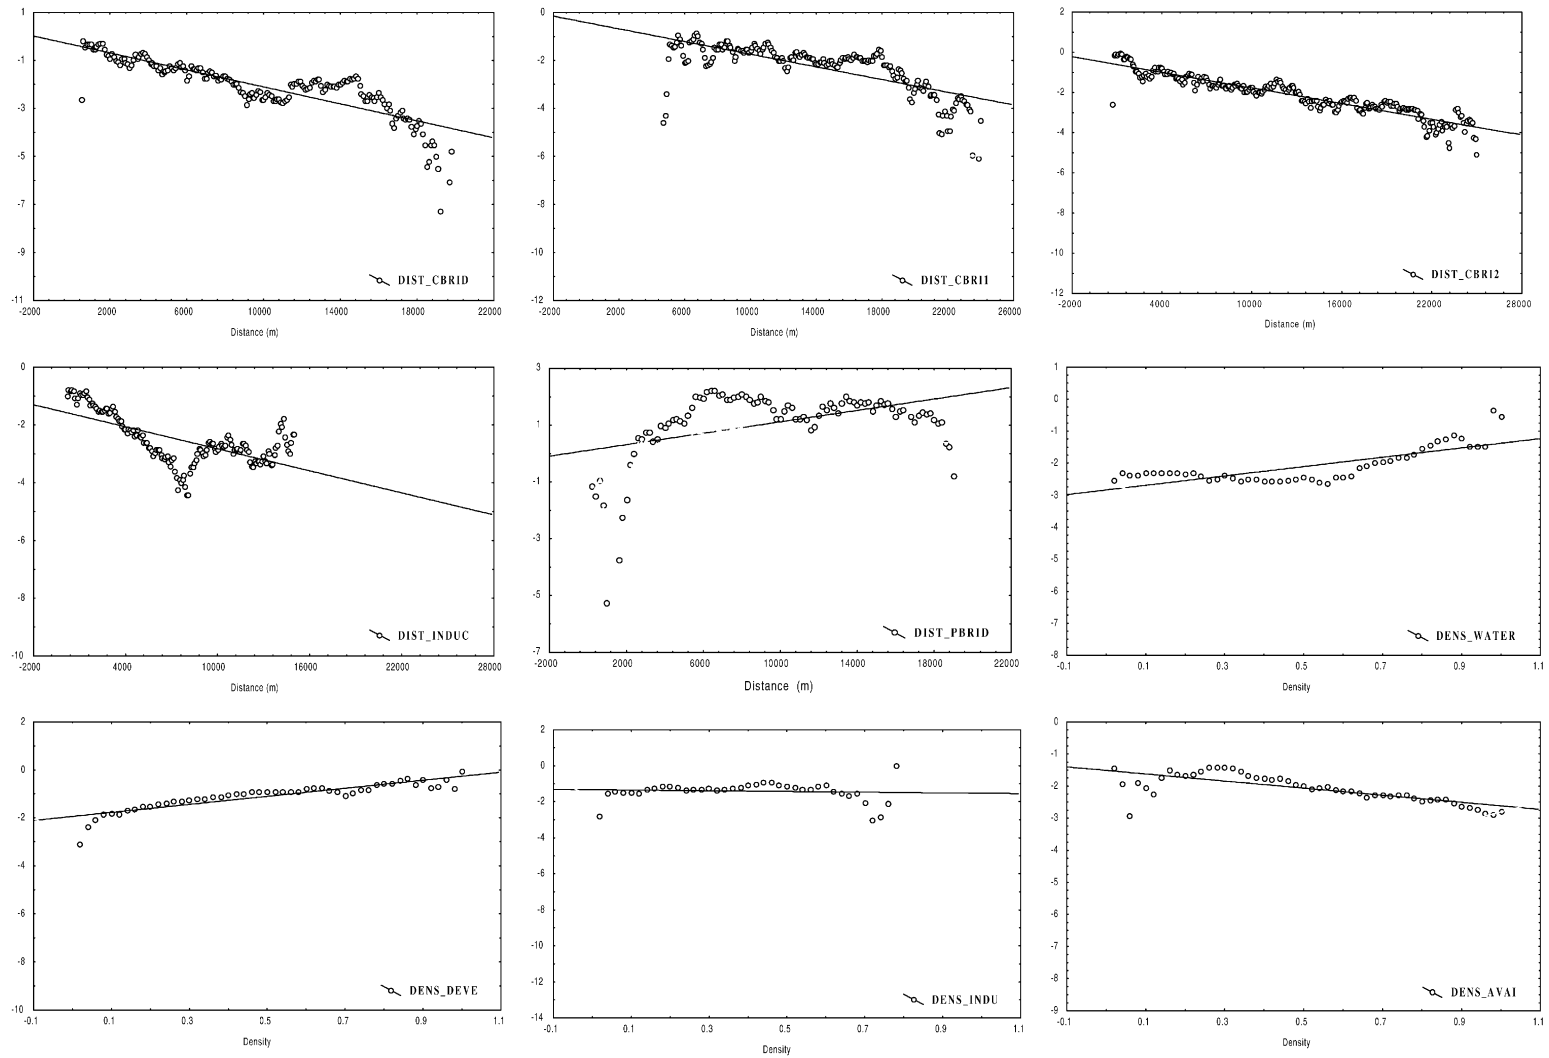 1
-1
-3
-5
-7
-9
-11
-2000 2000 6000 10000 14000 18000 22000
Distance (m)
DIST_CBRID
0
-2
-4
-6
-8
-10
-12
-2000 2000 6000 10000 14000 18000 22000 26000
Distance (m)
DIST_CBRI1
2
0
-2
-4
-6
-8
-10
-12
-2000 4000 10000 16000 22000 28000
Distance (m)
DIST_CBRI2
0
-2
-4
-6
-8
-10
-2000 4000 10000 16000 22000 28000
Distance (m)
DIST_INDUC
3
1
-1
-3
-5
-7
-2000 2000 6000 10000 14000 18000 22000
Distance (m)
DIST_PBRID
1
0
-1
-2
-3
-4
-5
-6
-7
-8
-0.1 0.1 0.3 0.5 0.7 0.9 1.1
Density
DENS_WATER
2
0
-2
-4
-6
-8
-10
-0.1 0.1 0.3 0.5 0.7 0.9 1.1
Density
DENS_DEVE
2
0
-2
-4
-6
-8
-10
-12
-14
-0.1 0.1 0.3 0.5 0.7 0.9 1.1
Density
DENS_INDU
0
-1
-2
-3
-4
-5
-6
-7
-8
-9
-0.1 0.1 0.3 0.5 0.7 0.9 1.1
Density
DENS_AVAI